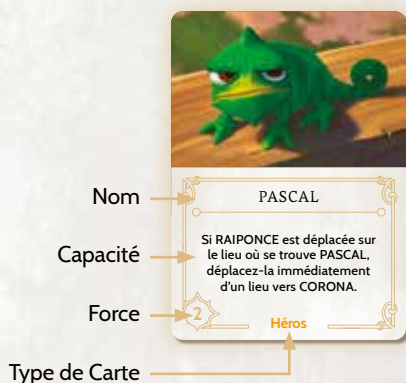 Nom
PASCAL
Capacité
Si RAIPONCE est déplacée sur
le lieu où se trouve PASCAL,
déplacez-la immédiatement
d'un lieu vers CORONA.
Force
2
Héros
Type de Carte